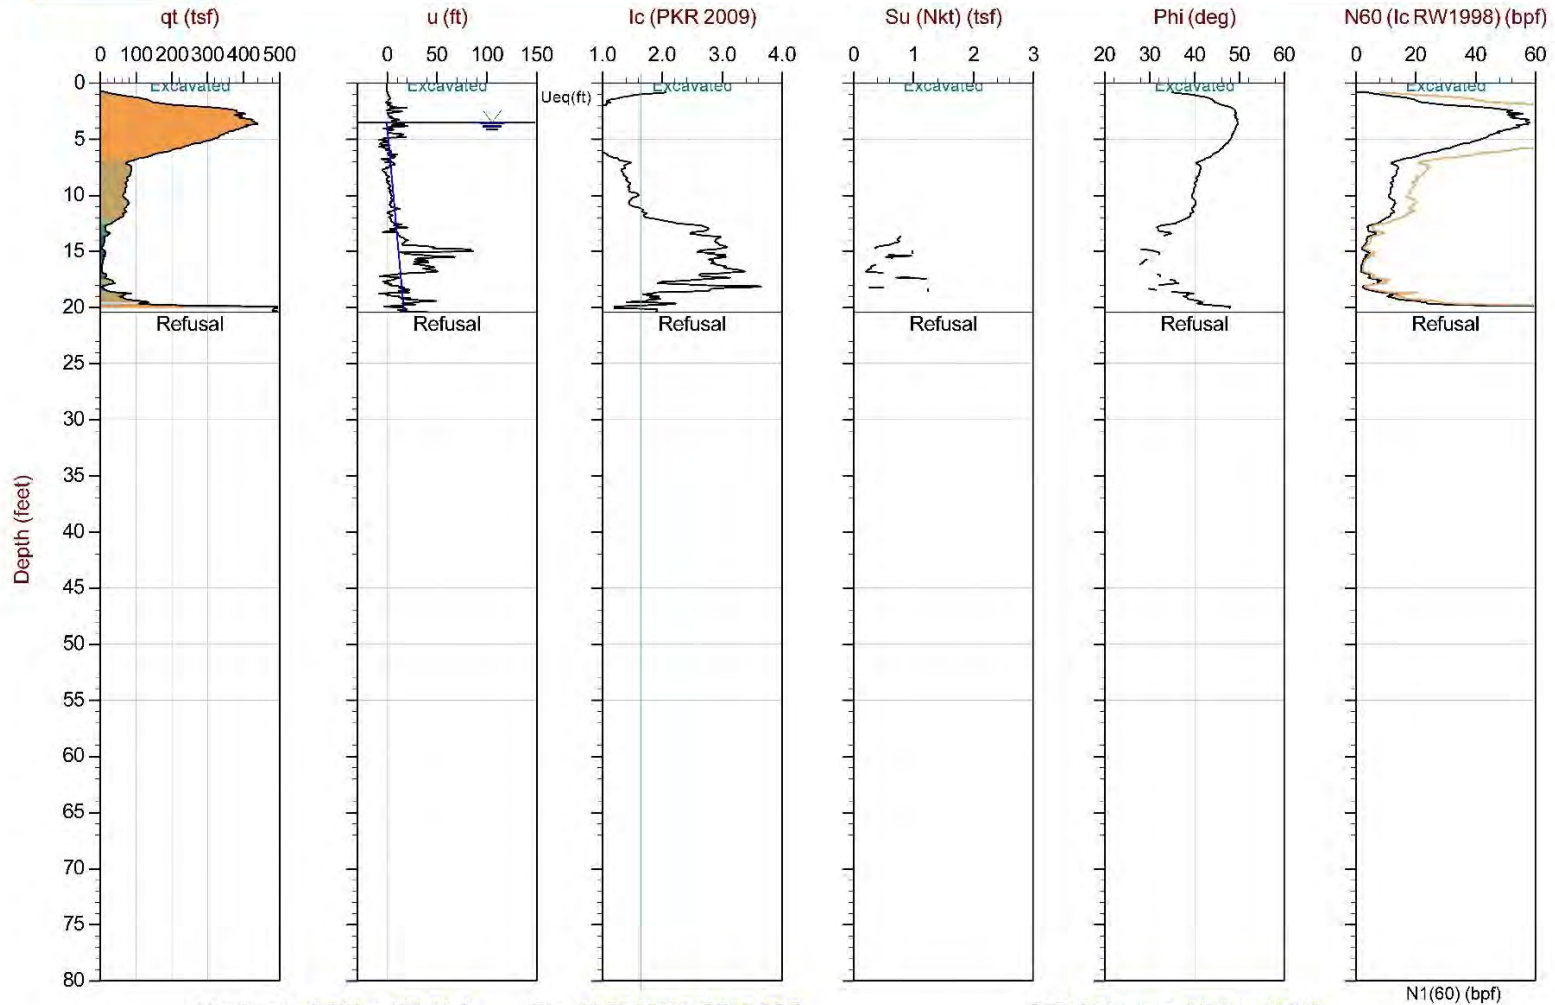 qt (tsf)
u (ft)
Ic (PKR 2009)
Su (Nkt) (tsf)
Phi (deg)
N60 (Ic RW1998) (bpf)
0 100 200 300 400 500
0 50 100 150
1.0 2.0 3.0 4.0
0 1 2 3
20 30 40 50 60
0 20 40 60
Excavated
Excavated
Excavated
Excavated
Excavated
Excavated
Ueq(ft)
0
5
10
15
20
25
30
35
40
45
50
55
60
65
70
75
80
Depth (feet)
Refusal
Refusal
Refusal
Refusal
Refusal
Refusal
N1(60) (bpf)